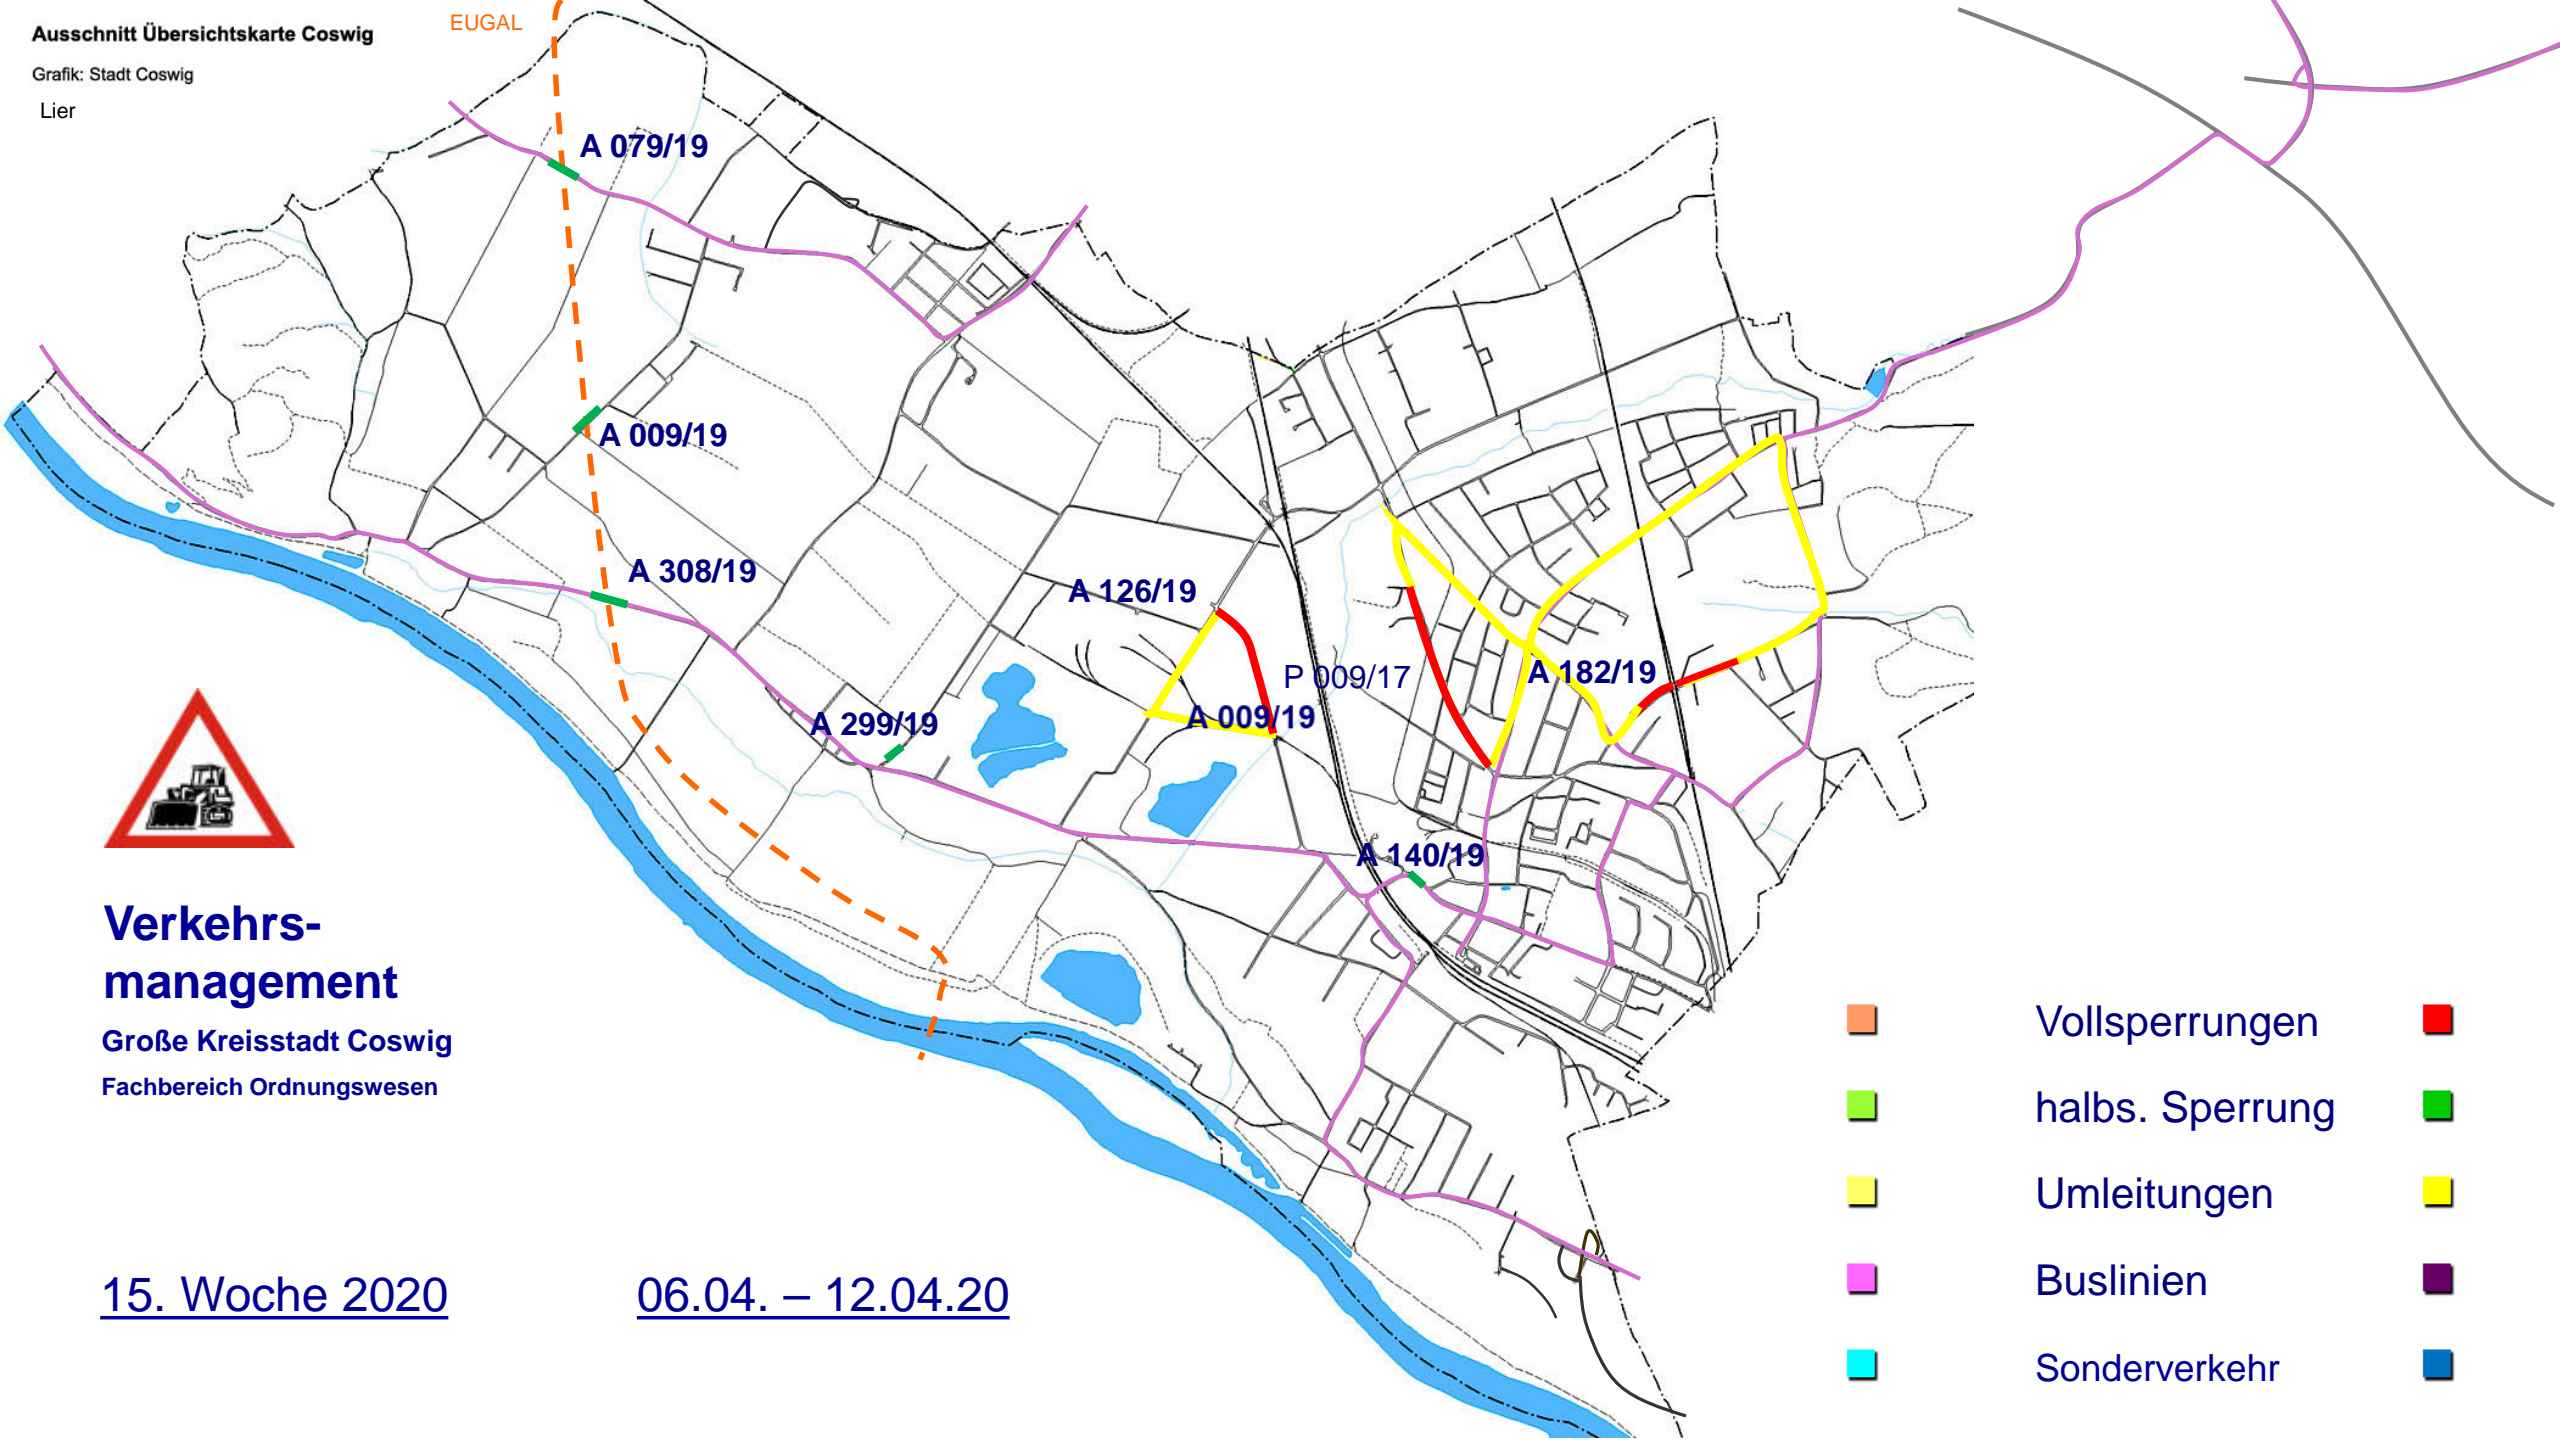 Ausschnitt Übersichtskarte Coswig
Grafik: Stadt Coswig
Lier
EUGAL
A 079/19
A 009/19
A 308/19
A 126/19
P 009/17
A 182/19
A 009/19
A 299/19
A 140/19
Verkehrs-
management
Große Kreisstadt Coswig
Fachbereich Ordnungswesen
15. Woche 2020
06.04. – 12.04.20
Vollsperrungen
halbs. Sperrung
Umleitungen
Buslinien
Sonderverkehr